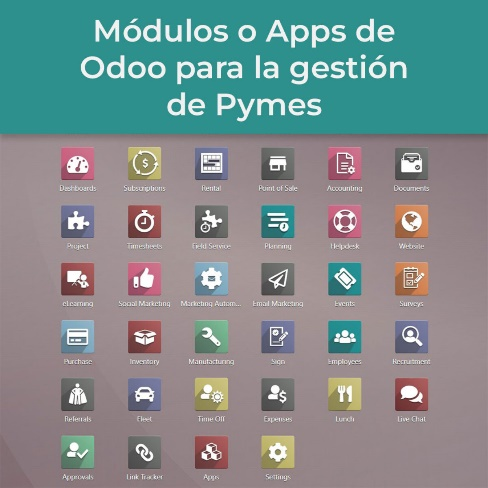 Módulos o Apps de
Odoo para la gestión
de Pymes
Dashboards
Subscriptions
Rental
Point of Sale
Accounting
Documents
Project
Timesheets
Field Service
Planning
Helpdesk
Website
eLearning
Social Marketing
Marketing Autom...
Email Marketing
Events
Surveys
Purchase
Inventory
Manufacturing
Sign
Employees
Recruitment
Referrals
Fleet
Time Off
Expenses
Lunch
Live Chat
Approvals
Link Tracker
Apps
Settings